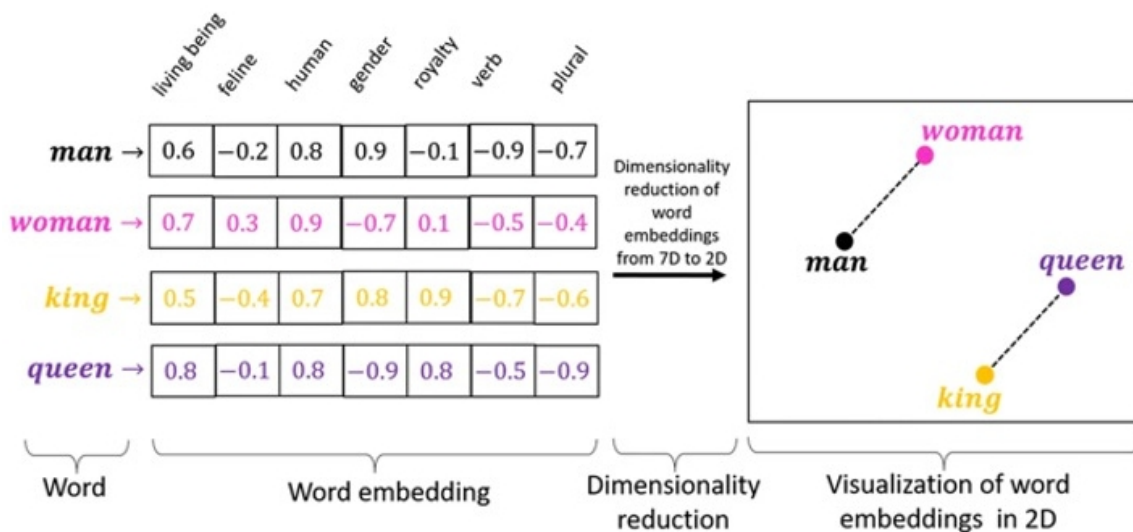 living being feline human gender royalty verb plural
man → 0.6 −0.2 0.8 0.9 −0.1 −0.9 −0.7
woman → 0.7 0.3 0.9 −0.7 0.1 −0.5 −0.4
king → 0.5 −0.4 0.7 0.8 0.9 −0.7 −0.6
queen → 0.8 −0.1 0.8 −0.9 0.8 −0.5 −0.9
Dimensionality
reduction of
word
embeddings
from 7D to 2D
woman
man
queen
king
Word
Word embedding
Dimensionality
reduction
Visualization of word
embeddings in 2D